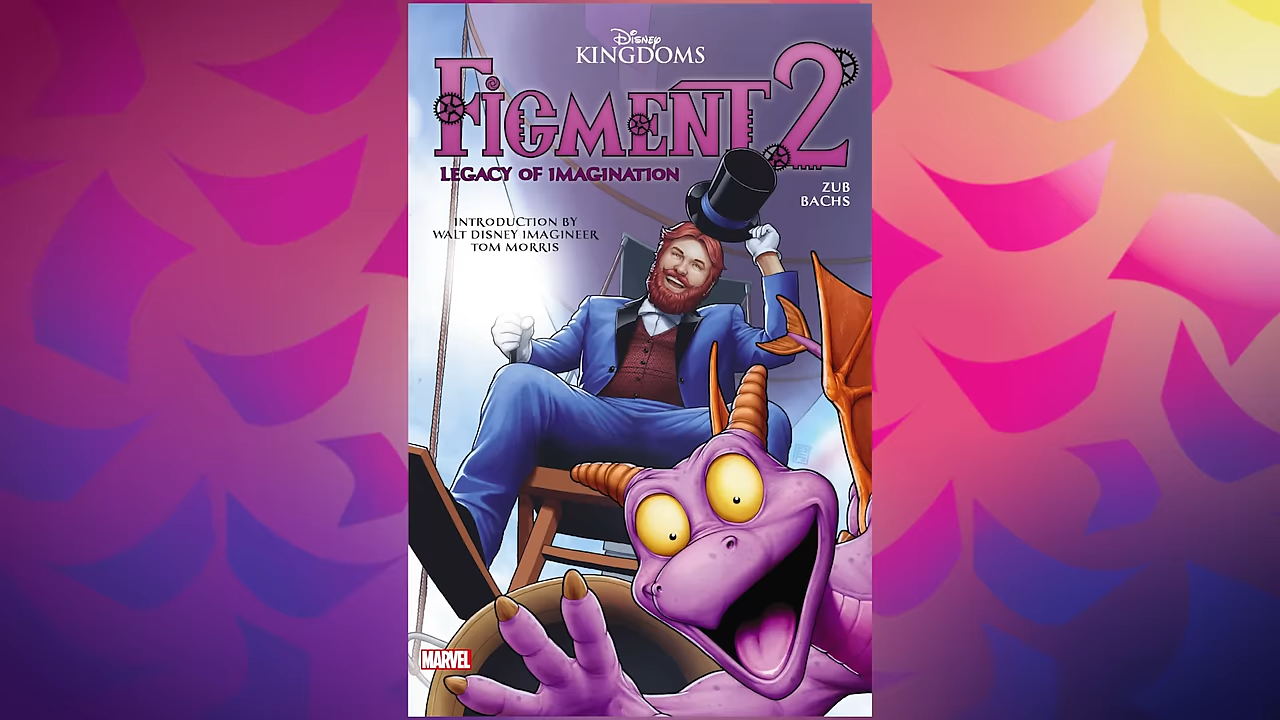 Disney
KINGDOMS
FIGMENT 2
LEGACY OF IMAGINATION
ZUB
BACHS
INTRODUCTION BY
WALT DISNEY IMAGINEER
TOM MORRIS
MARVEL